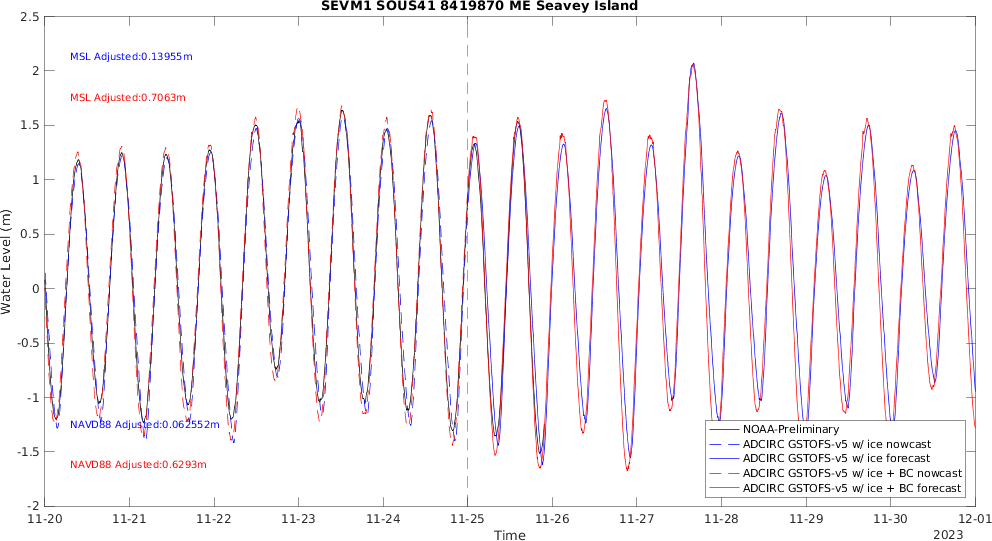 SEVM1 SOUS41 8419870 ME Seavey Island
2.5
2
1.5
1
0.5
0
-0.5
-1
-1.5
-2
Water Level (m)
MSL Adjusted:0.13955m
MSL Adjusted:0.7063m
NAVD88 Adjusted:0.062552m
NAVD88 Adjusted:0.6293m
NOAA-Preliminary
ADCIRC GSTOFS-v5 w/ ice nowcast
ADCIRC GSTOFS-v5 w/ ice forecast
ADCIRC GSTOFS-v5 w/ ice + BC nowcast
ADCIRC GSTOFS-v5 w/ ice + BC forecast
11-20 11-21 11-22 11-23 11-24 11-25 11-26 11-27 11-28 11-29 11-30 12-01
Time
2023